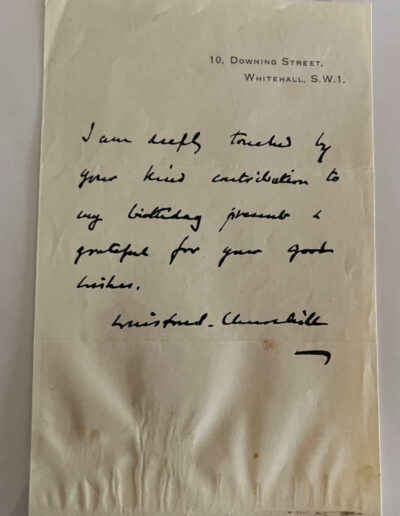 10, Downing Street,
Whitehall, S.W.1.
I am deeply touched by
your kind contribution to
my birthday present &
grateful for your good
wishes.
Winston S. Churchill